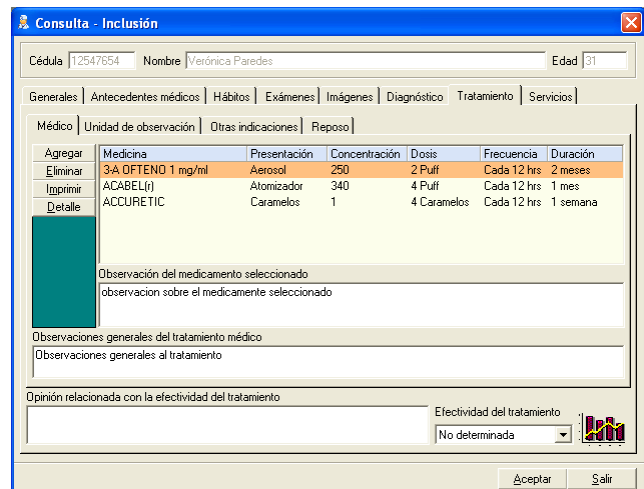 Consulta - Inclusión
Cédula 12547654 Nombre Verónica Paredes Edad 31
Generales Antecedentes médicos Hábitos Exámenes Imágenes Diagnóstico Tratamiento Servicios
Médico Unidad de observación Otras indicaciones Reposo
Agregar
Eliminar
Imprimir
Detalle
Medicina Presentación Concentración Dosis Frecuencia Duración
3-A OFTENO 1 mg/ml Aerosol 250 2 Puff Cada 12 hrs 2 meses
ACABEL(r) Atomizador 340 4 Puff Cada 12 hrs 1 mes
ACCURETIC Caramelos 1 4 Caramelos Cada 12 hrs 1 semana
Observación del medicamento seleccionado
observacion sobre el medicamente seleccionado
Observaciones generales del tratamiento médico
Observaciones generales al tratamiento
Opinión relacionada con la efectividad del tratamiento
Efectividad del tratamiento
No determinada
Aceptar Salir